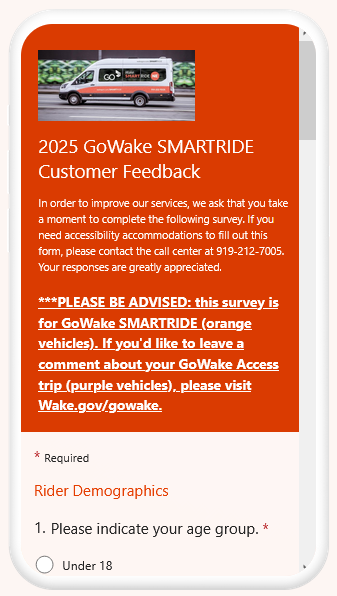 GO
SMARTRIDE
2025 GoWake SMARTRIDE
Customer Feedback
In order to improve our services, we ask that you take
a moment to complete the following survey. If you
need accessibility accommodations to fill out this
form, please contact the call center at 919-212-7005.
Your responses are greatly appreciated.
***PLEASE BE ADVISED: this survey is
for GoWake SMARTRIDE (orange
vehicles). If you'd like to leave a
comment about your GoWake Access
trip (purple vehicles), please visit
Wake.gov/gowake.
* Required
Rider Demographics
1. Please indicate your age group. *
Under 18